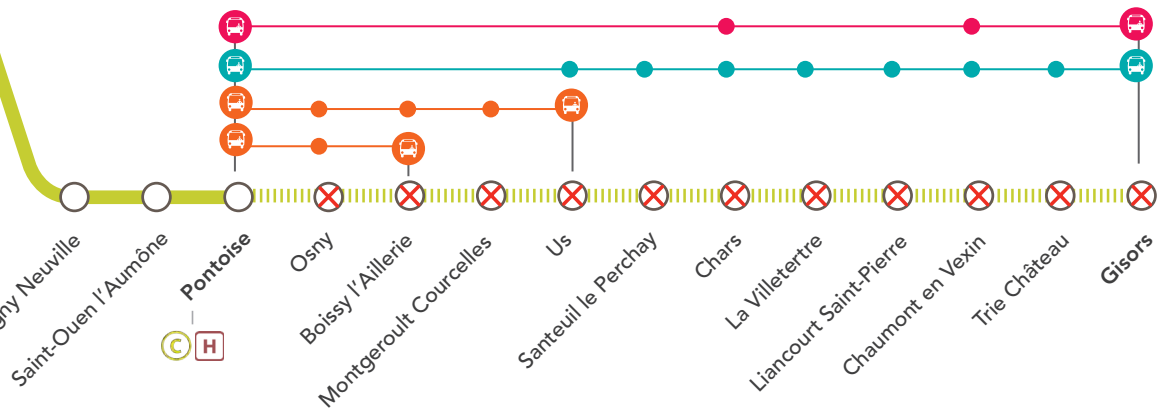 Neuville
Saint-Ouen l'Aumône
Pontoise
C H
Osny
Boissy l'Aillerie
Montgeroult Courcelles
Us
Santeuil le Perchay
Chars
La Villetertre
Liancourt Saint-Pierre
Chaumont en Vexin
Trie Château
Gisors